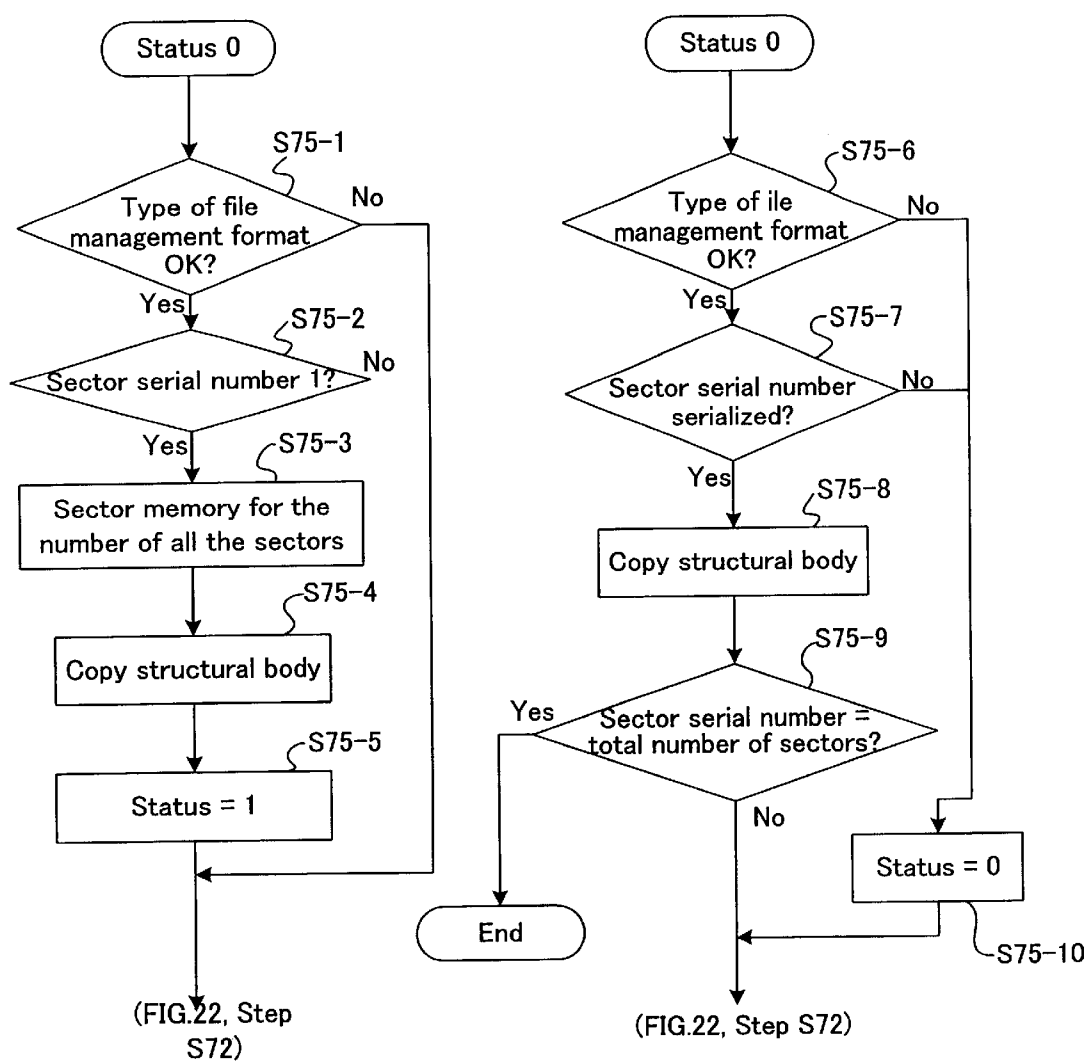 Status 0
S75-1
Type of file
management format
OK?
No
Yes
S75-2
Sector serial number 1?
No
Yes
S75-3
Sector memory for the
number of all the sectors
S75-4
Copy structural body
S75-5
Status = 1
(FIG.22, Step
S72)
Status 0
S75-6
Type of ile
management format
OK?
No
Yes
S75-7
Sector serial number
serialized?
No
Yes
S75-8
Copy structural body
S75-9
Sector serial number =
total number of sectors?
Yes
No
End
Status = 0
S75-10
(FIG.22, Step S72)